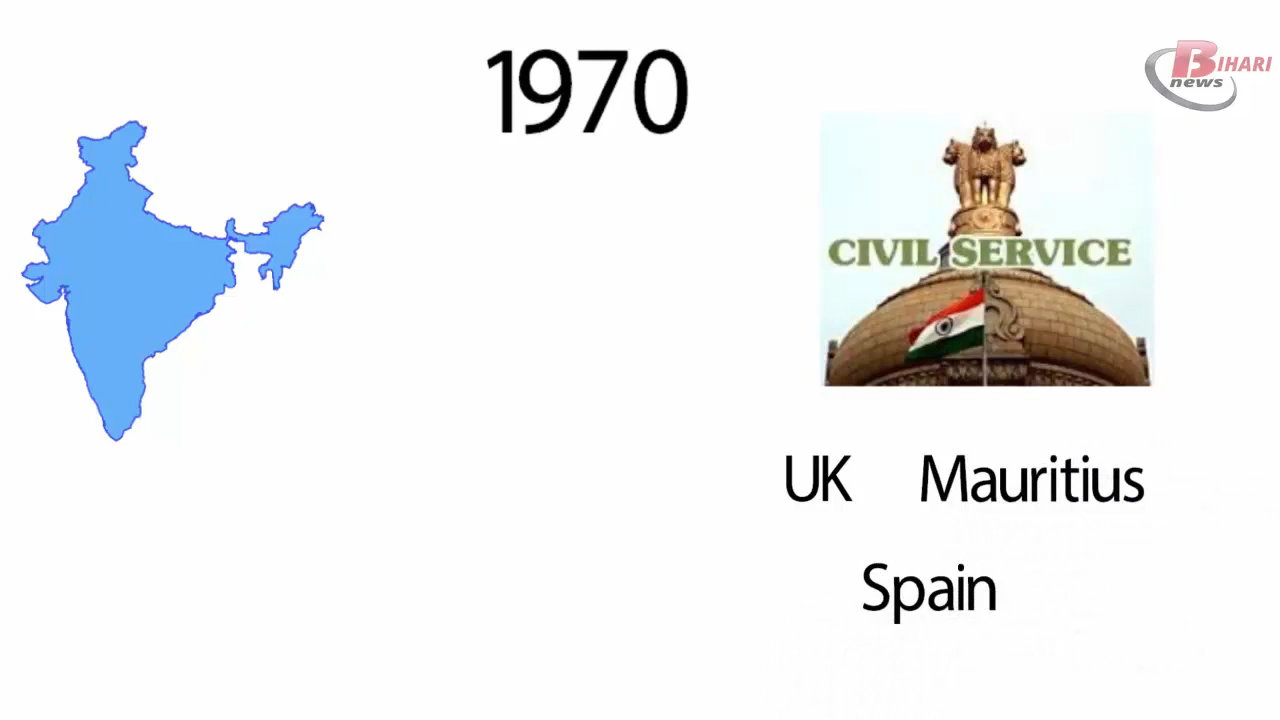 1970
BIHARI
news
CIVIL SERVICE
UK Mauritius
Spain